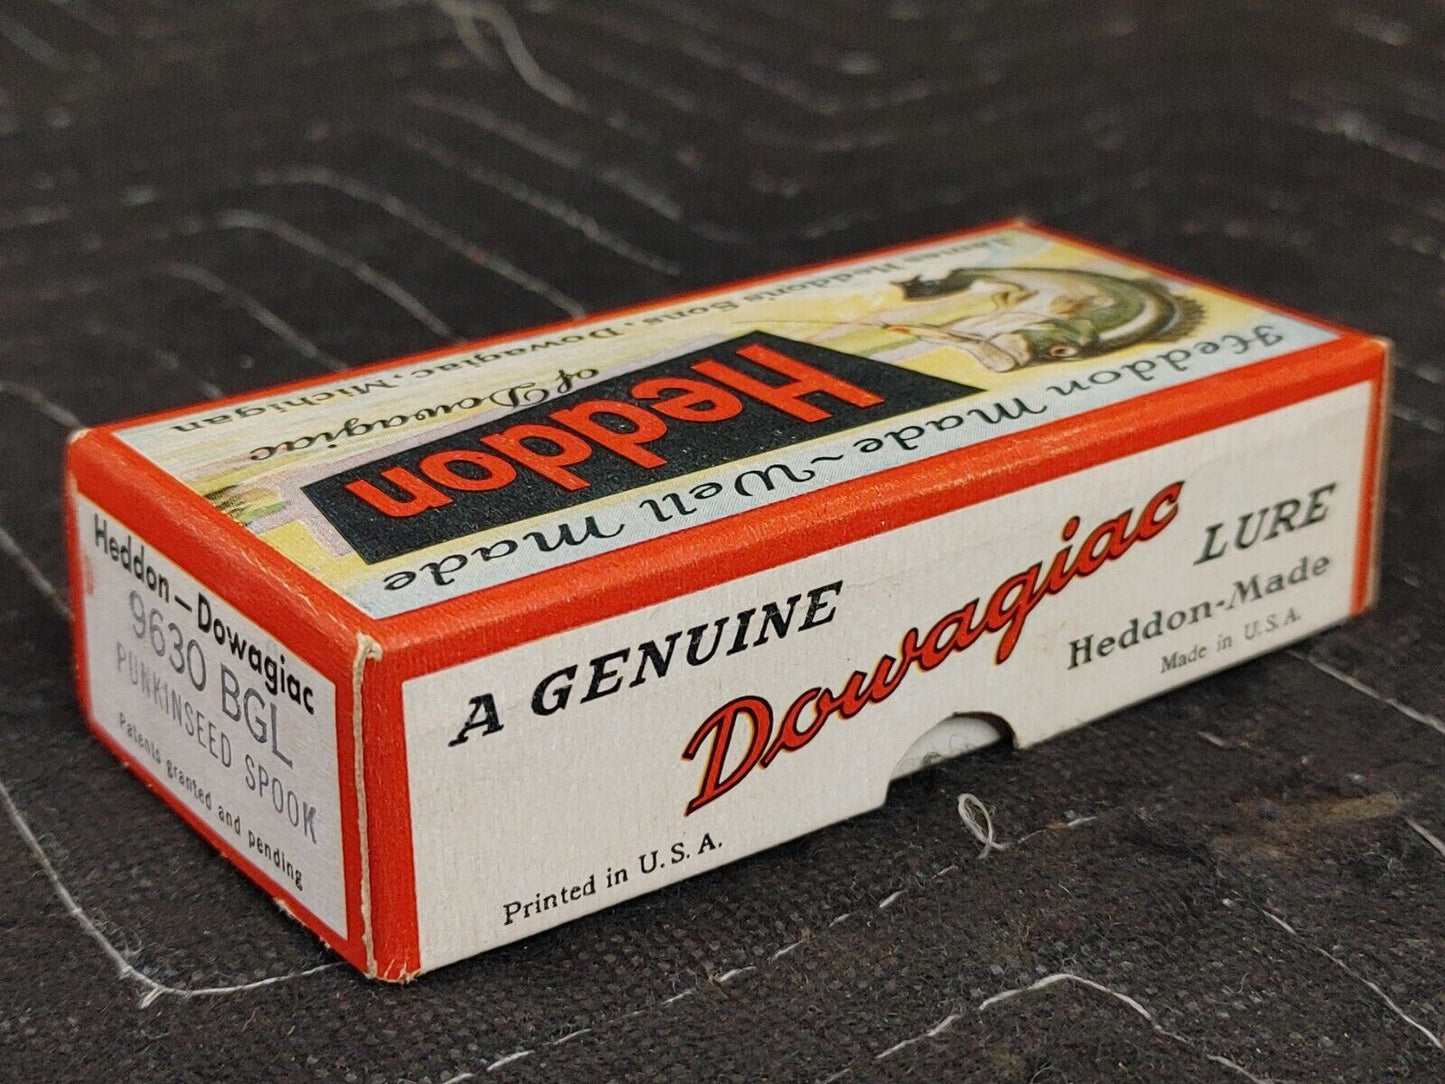 James Heddon's Sons, Dowagiac, Michigan
of Dowagiac
Heddon
Heddon Made ~ Well Made
Heddon—Dowagiac
9630 BGL
PUNKINSEED SPOOK
Patents granted and pending
A GENUINE
Dowagiac
LURE
Heddon-Made
Made in U.S.A.
Printed in U.S.A.